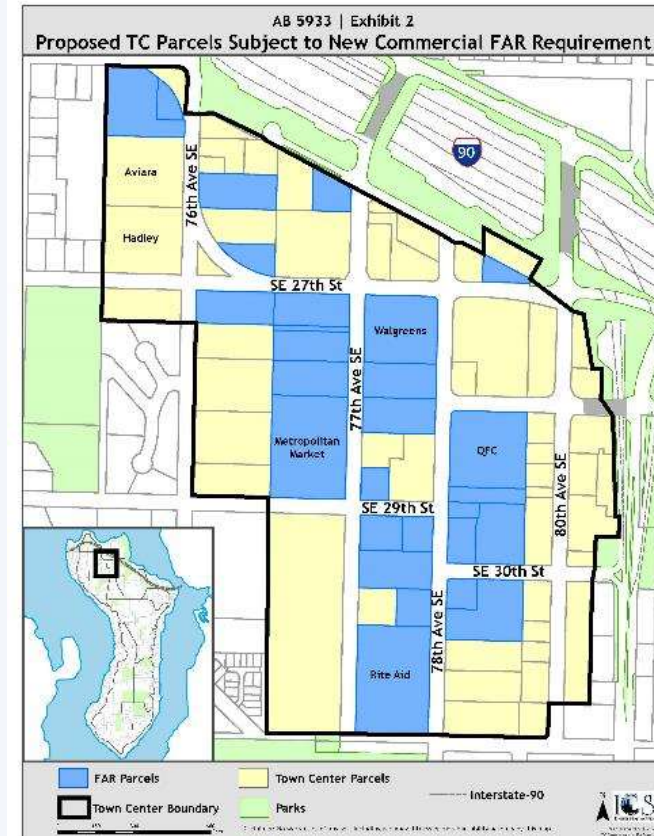 AB 5933 | Exhibit 2
Proposed TC Parcels Subject to New Commercial FAR Requirement
90
Aviara
76th Ave SE
Hadley
SE 27th St
Walgreens
77th Ave SE
Metropolitan
Market
QFC
80th Ave SE
SE 29th St
SE 30th St
78th Ave SE
Rite Aid
FAR Parcels
Town Center Parcels
Town Center Boundary
Parks
Interstate-90